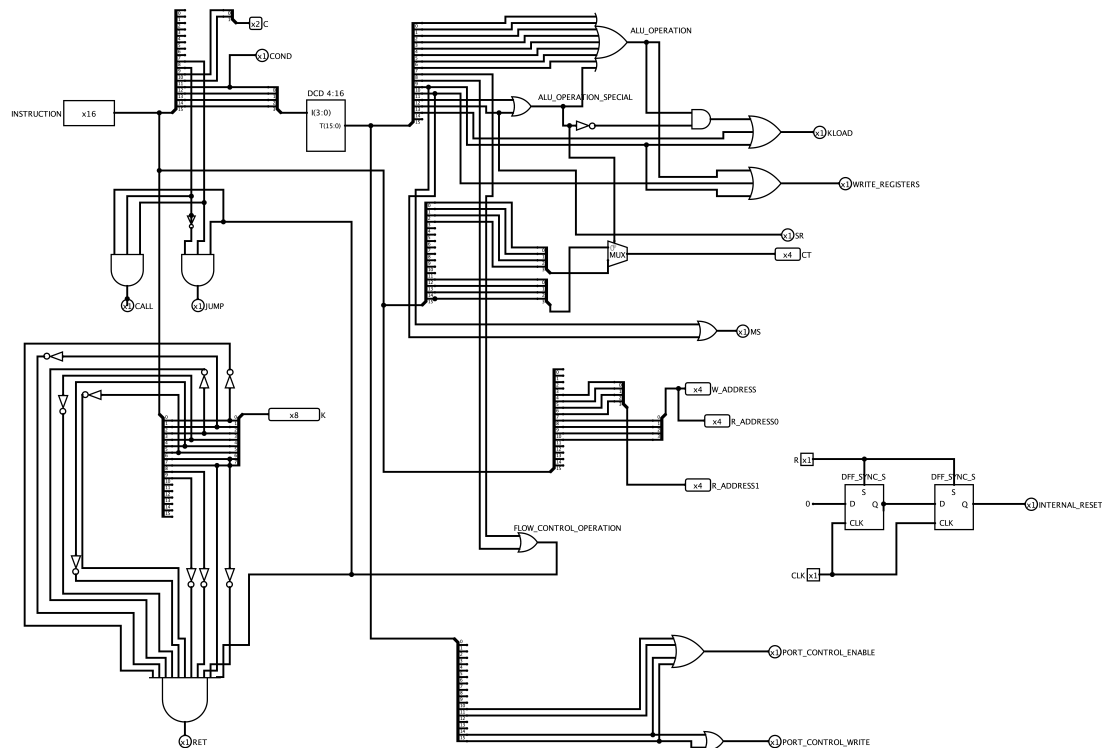 x2 C
x1 COND
ALU_OPERATION
DCD 4:16
I(3:0)
T(15:0)
ALU_OPERATION_SPECIAL
INSTRUCTION x16
x1 KLOAD
x1 WRITE_REGISTERS
x1 SR
MUX
x4 CT
x1 CALL
x1 JUMP
x1 MS
x4 W_ADDRESS
x8 K
x4 R_ADDRESS0
R x1
DFF_SYNC_S
DFF_SYNC_S
x4 R_ADDRESS1
S
S
0
D Q
D Q
x1 INTERNAL_RESET
CLK
CLK
FLOW_CONTROL_OPERATION
CLK x1
x1 PORT_CONTROL_ENABLE
x1 RET
x1 PORT_CONTROL_WRITE